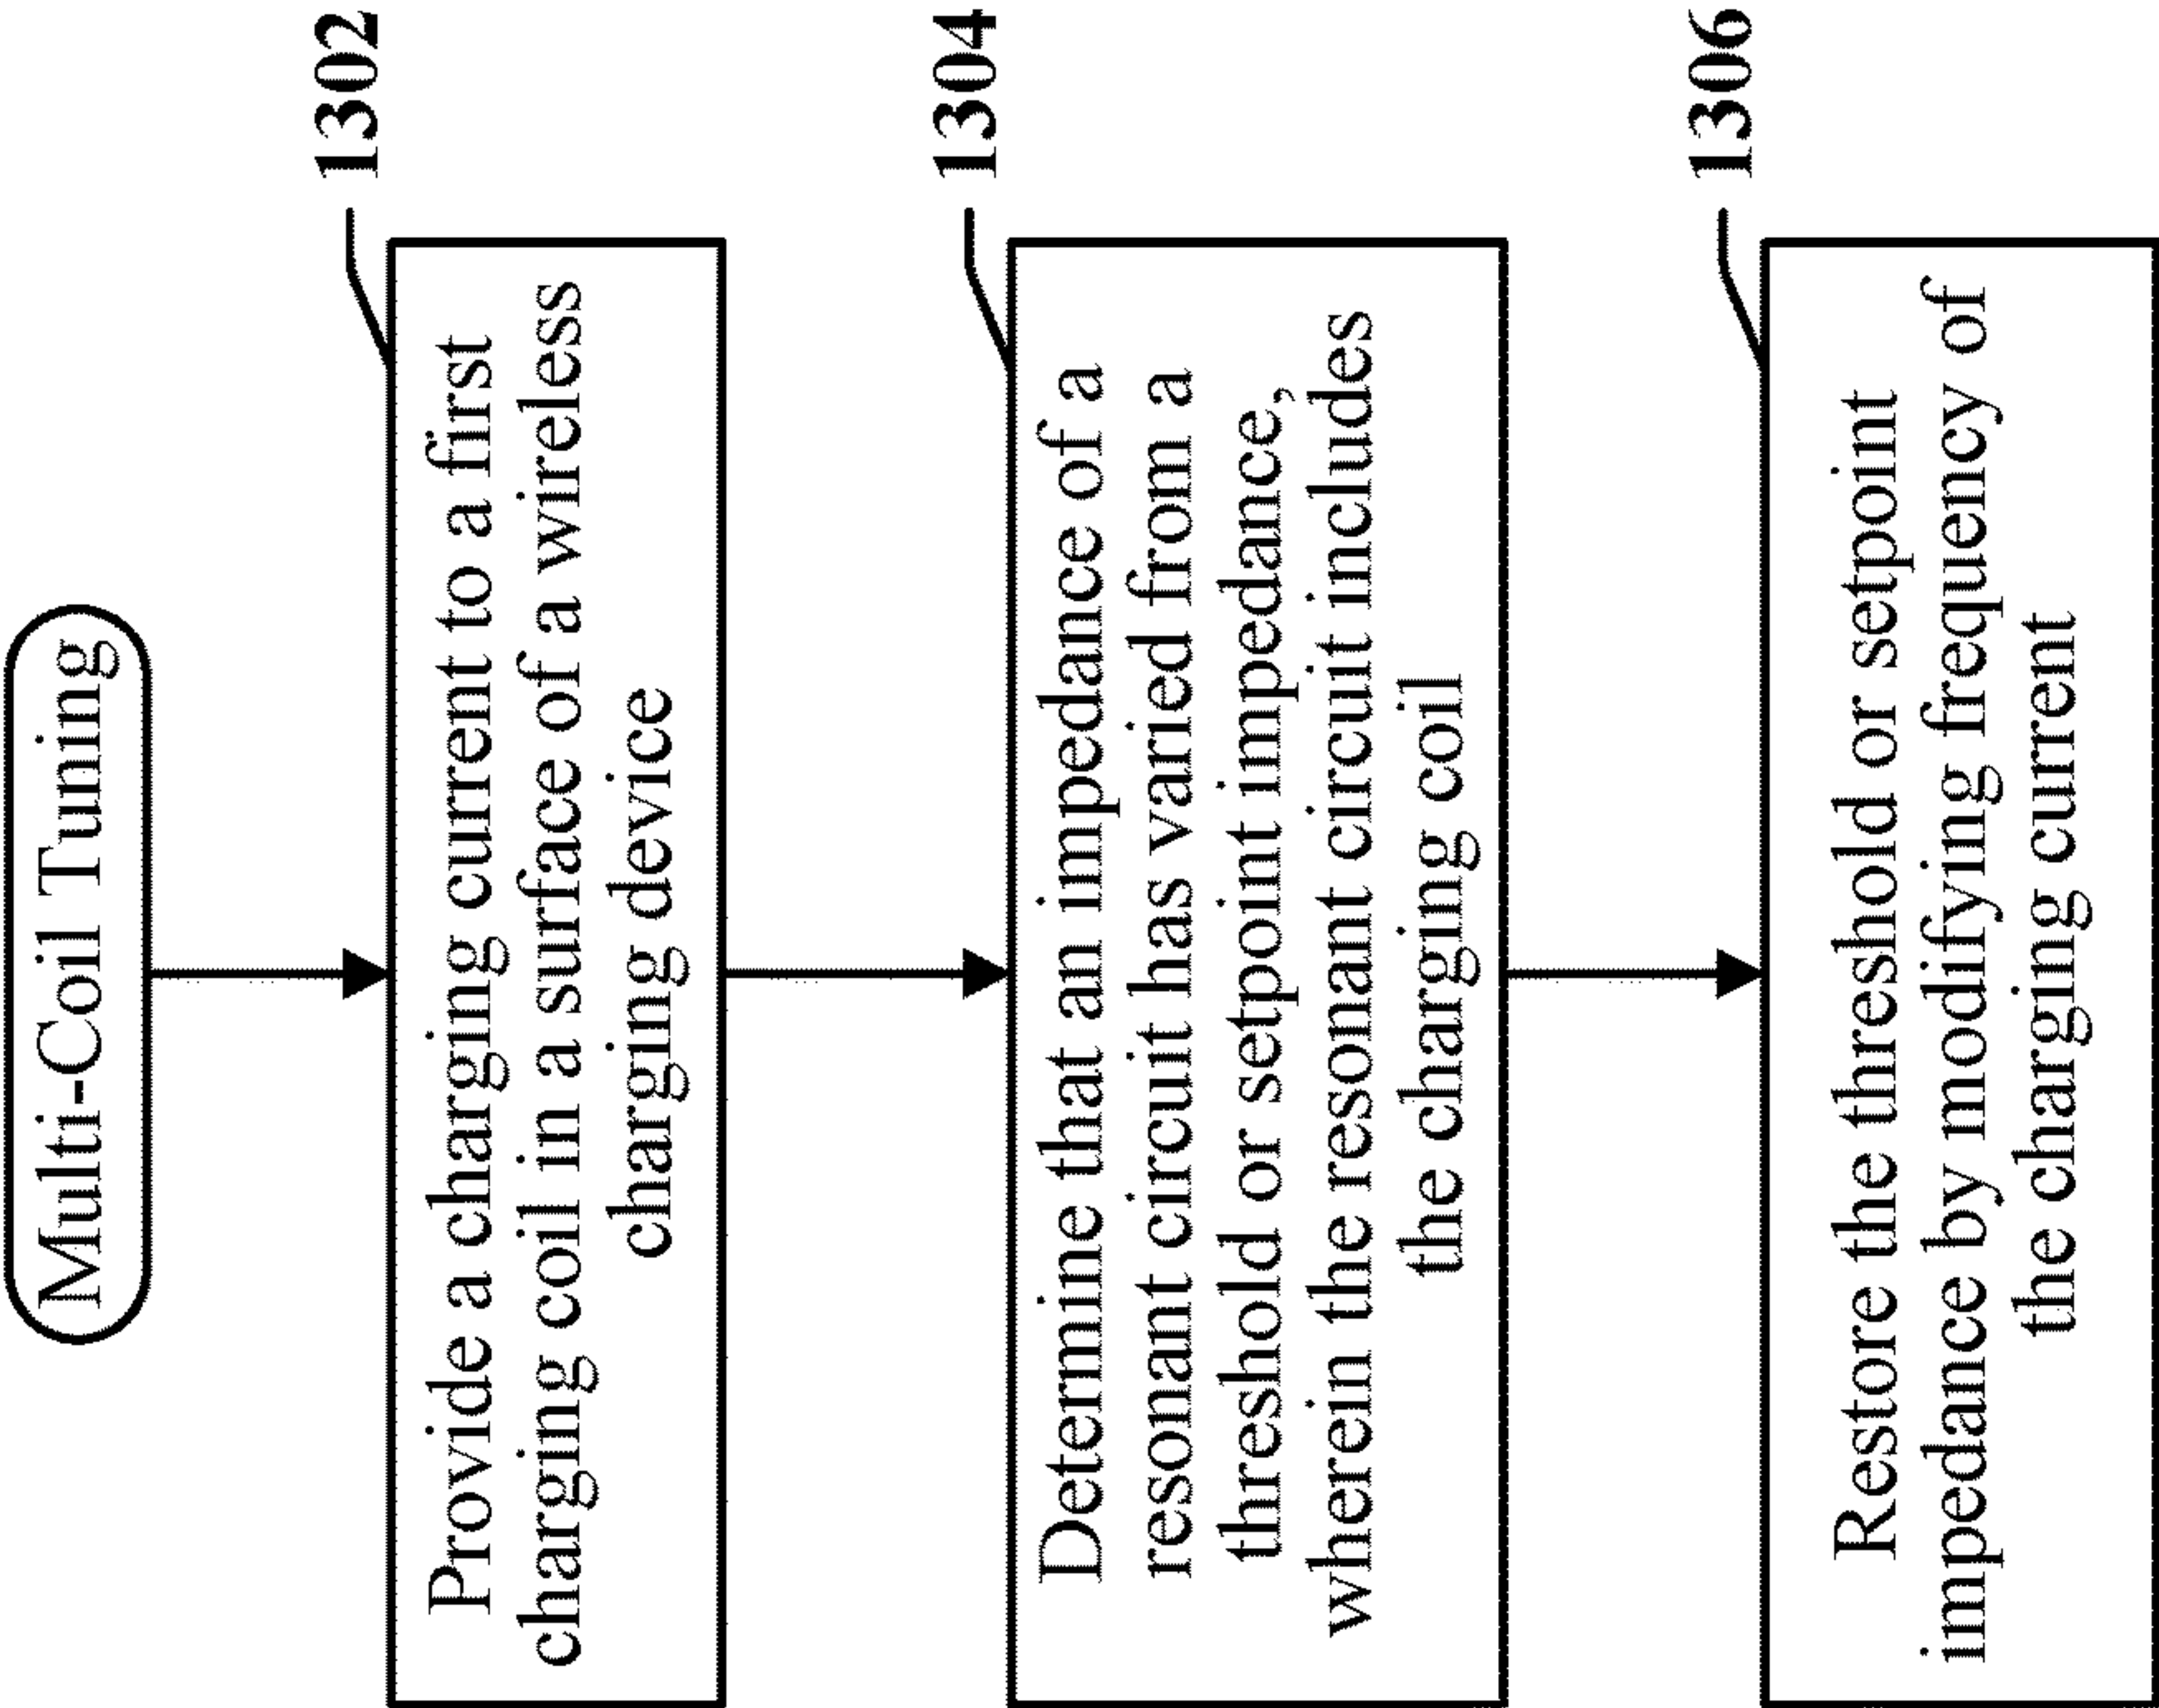 Multi-Coil Tuning
1302
Provide a charging current to a first
charging coil in a surface of a wireless
charging device
1304
Determine that an impedance of a
resonant circuit has varied from a
threshold or setpoint impedance,
wherein the resonant circuit includes
the charging coil
1306
Restore the threshold or setpoint
impedance by modifying frequency of
the charging current